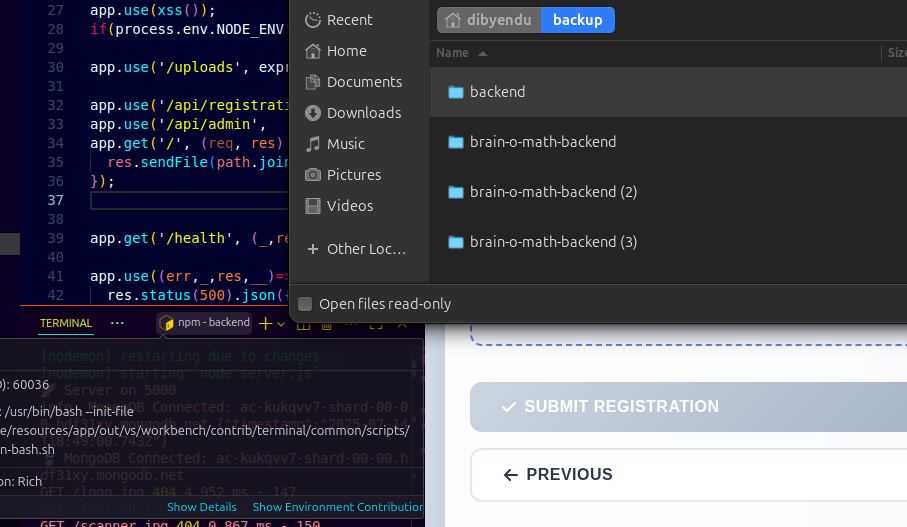 27 app.use(xss());
28 if(process.env.NODE_ENV
29
30 app.use('/uploads', expr
31
32 app.use('/api/registrati
33 app.use('/api/admin',
34 app.get('/', (req, res)
35 res.sendFile(path.join
36 });
37
38
39 app.get('/health', (_,re
40
41 app.use((err,_,res,__)=>
42 res.status(500).json({
Recent
Home
Documents
Downloads
Music
Pictures
Videos
+ Other Loc…
dibyendu backup
Name Size
backend
brain-o-math-backend
brain-o-math-backend (2)
brain-o-math-backend (3)
Open files read-only
TERMINAL ··· npm - backend
[nodemon] restarting due to changes...
[nodemon] starting `node server.js`
Server on 5000
info: MongoDB Connected: ac-kukqvv7-shard-00-0
MongoDB Connected: ac-kukqvv7-shard-00-00.h
df31xy.mongodb.net
GET /logo.jpg 404 4.952 ms - 147
GET /scanner.jpg 404 0.867 ms - 150
D): 60036
: /usr/bin/bash --init-file
e/resources/app/out/vs/workbench/contrib/terminal/common/scripts/
n-bash.sh
on: Rich
Show Details Show Environment Contribution
SUBMIT REGISTRATION
← PREVIOUS